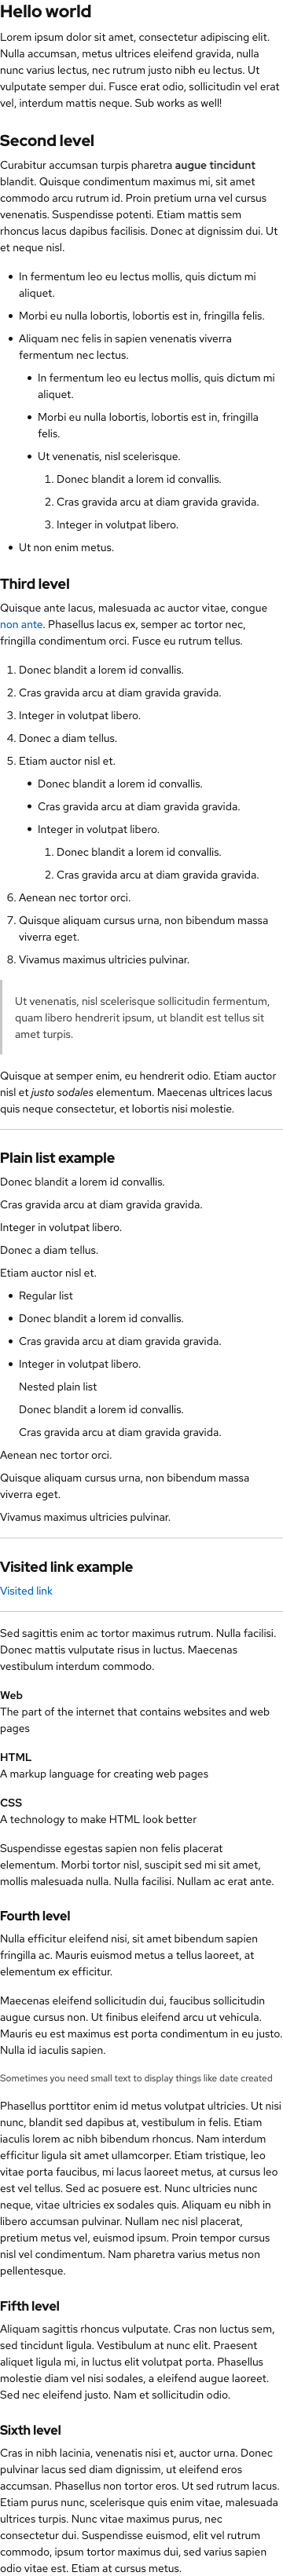 Hello world
Lorem ipsum dolor sit amet, consectetur adipiscing elit.
Nulla accumsan, metus ultrices eleifend gravida, nulla
nunc varius lectus, nec rutrum justo nibh eu lectus. Ut
vulputate semper dui. Fusce erat odio, sollicitudin vel erat
vel, interdum mattis neque. Sub works as well!
Second level
Curabitur accumsan turpis pharetra augue tincidunt
blandit. Quisque condimentum maximus mi, sit amet
commodo arcu rutrum id. Proin pretium urna vel cursus
venenatis. Suspendisse potenti. Etiam mattis sem
rhoncus lacus dapibus facilisis. Donec at dignissim dui. Ut
et neque nisl.
• In fermentum leo eu lectus mollis, quis dictum mi
aliquet.
• Morbi eu nulla lobortis, lobortis est in, fringilla felis.
• Aliquam nec felis in sapien venenatis viverra
fermentum nec lectus.
• In fermentum leo eu lectus mollis, quis dictum mi
aliquet.
• Morbi eu nulla lobortis, lobortis est in, fringilla
felis.
• Ut venenatis, nisl scelerisque.
1. Donec blandit a lorem id convallis.
2. Cras gravida arcu at diam gravida gravida.
3. Integer in volutpat libero.
• Ut non enim metus.
Third level
Quisque ante lacus, malesuada ac auctor vitae, congue
non ante. Phasellus lacus ex, semper ac tortor nec,
fringilla condimentum orci. Fusce eu rutrum tellus.
1. Donec blandit a lorem id convallis.
2. Cras gravida arcu at diam gravida gravida.
3. Integer in volutpat libero.
4. Donec a diam tellus.
5. Etiam auctor nisl et.
• Donec blandit a lorem id convallis.
• Cras gravida arcu at diam gravida gravida.
• Integer in volutpat libero.
1. Donec blandit a lorem id convallis.
2. Cras gravida arcu at diam gravida gravida.
6. Aenean nec tortor orci.
7. Quisque aliquam cursus urna, non bibendum massa
viverra eget.
8. Vivamus maximus ultricies pulvinar.
Ut venenatis, nisl scelerisque sollicitudin fermentum,
quam libero hendrerit ipsum, ut blandit est tellus sit
amet turpis.
Quisque at semper enim, eu hendrerit odio. Etiam auctor
nisl et justo sodales elementum. Maecenas ultrices lacus
quis neque consectetur, et lobortis nisi molestie.
Plain list example
Donec blandit a lorem id convallis.
Cras gravida arcu at diam gravida gravida.
Integer in volutpat libero.
Donec a diam tellus.
Etiam auctor nisl et.
• Regular list
• Donec blandit a lorem id convallis.
• Cras gravida arcu at diam gravida gravida.
• Integer in volutpat libero.
Nested plain list
Donec blandit a lorem id convallis.
Cras gravida arcu at diam gravida gravida.
Aenean nec tortor orci.
Quisque aliquam cursus urna, non bibendum massa
viverra eget.
Vivamus maximus ultricies pulvinar.
Visited link example
Visited link
Sed sagittis enim ac tortor maximus rutrum. Nulla facilisi.
Donec mattis vulputate risus in luctus. Maecenas
vestibulum interdum commodo.
Web
The part of the internet that contains websites and web
pages
HTML
A markup language for creating web pages
CSS
A technology to make HTML look better
Suspendisse egestas sapien non felis placerat
elementum. Morbi tortor nisl, suscipit sed mi sit amet,
mollis malesuada nulla. Nulla facilisi. Nullam ac erat ante.
Fourth level
Nulla efficitur eleifend nisi, sit amet bibendum sapien
fringilla ac. Mauris euismod metus a tellus laoreet, at
elementum ex efficitur.
Maecenas eleifend sollicitudin dui, faucibus sollicitudin
augue cursus non. Ut finibus eleifend arcu ut vehicula.
Mauris eu est maximus est porta condimentum in eu justo.
Nulla id iaculis sapien.
Sometimes you need small text to display things like date created
Phasellus porttitor enim id metus volutpat ultricies. Ut nisi
nunc, blandit sed dapibus at, vestibulum in felis. Etiam
iaculis lorem ac nibh bibendum rhoncus. Nam interdum
efficitur ligula sit amet ullamcorper. Etiam tristique, leo
vitae porta faucibus, mi lacus laoreet metus, at cursus leo
est vel tellus. Sed ac posuere est. Nunc ultricies nunc
neque, vitae ultricies ex sodales quis. Aliquam eu nibh in
libero accumsan pulvinar. Nullam nec nisl placerat,
pretium metus vel, euismod ipsum. Proin tempor cursus
nisl vel condimentum. Nam pharetra varius metus non
pellentesque.
Fifth level
Aliquam sagittis rhoncus vulputate. Cras non luctus sem,
sed tincidunt ligula. Vestibulum at nunc elit. Praesent
aliquet ligula mi, in luctus elit volutpat porta. Phasellus
molestie diam vel nisi sodales, a eleifend augue laoreet.
Sed nec eleifend justo. Nam et sollicitudin odio.
Sixth level
Cras in nibh lacinia, venenatis nisi et, auctor urna. Donec
pulvinar lacus sed diam dignissim, ut eleifend eros
accumsan. Phasellus non tortor eros. Ut sed rutrum lacus.
Etiam purus nunc, scelerisque quis enim vitae, malesuada
ultrices turpis. Nunc vitae maximus purus, nec
consectetur dui. Suspendisse euismod, elit vel rutrum
commodo, ipsum tortor maximus dui, sed varius sapien
odio vitae est. Etiam at cursus metus.